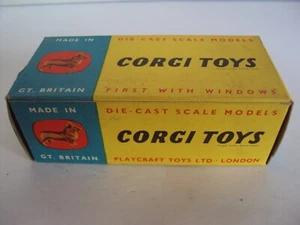 MADE IN
DIE-CAST SCALE MODELS
CORGI TOYS
GT. BRITAIN
FIRST WITH WINDOWS
MADE IN
DIE-CAST SCALE MODELS
CORGI TOYS
GT. BRITAIN
PLAYCRAFT TOYS LTD · LONDON